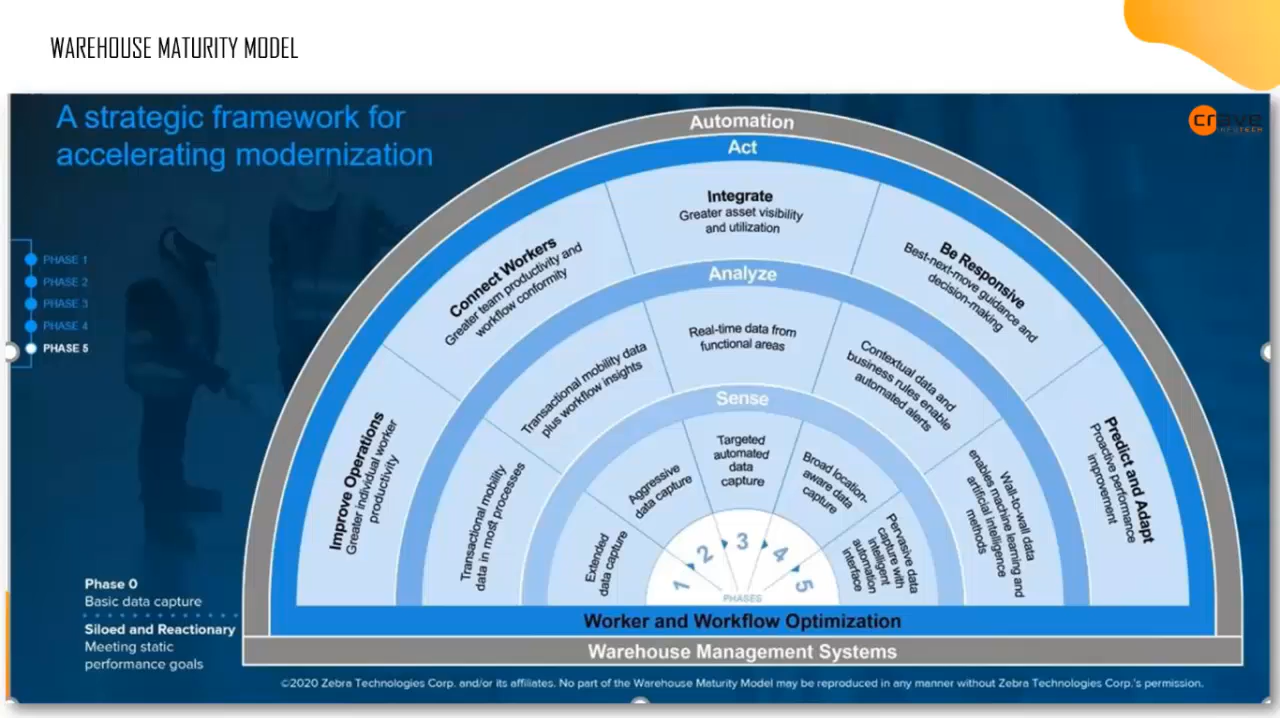 WAREHOUSE MATURITY MODEL
A strategic framework for
accelerating modernization
crave
INFOTECH
PHASE 1
PHASE 2
PHASE 3
PHASE 4
PHASE 5
Automation
Act
Improve Operations
Greater individual worker
productivity
Connect Workers
Greater team productivity and
workflow conformity
Integrate
Greater asset visibility
and utilization
Be Responsive
Best-next-move guidance and
decision-making
Predict and Adapt
Proactive performance
improvement
Analyze
Transactional mobility
data in most processes
Transactional mobility data
plus workflow insights
Real-time data from
functional areas
Contextual data and
business rules enable
automated alerts
Wall-to-wall data
enables machine learning and
artificial intelligence
methods
Sense
Extended
data capture
Aggressive
data capture
Targeted
automated
data
capture
Broad location-
aware data
capture
Pervasive data
capture with
intelligent
automation
interface
1
2
3
4
5
PHASES
Phase 0
Basic data capture
Siloed and Reactionary
Meeting static
performance goals
Worker and Workflow Optimization
Warehouse Management Systems
©2020 Zebra Technologies Corp. and/or its affiliates. No part of the Warehouse Maturity Model may be reproduced in any manner without Zebra Technologies Corp.'s permission.